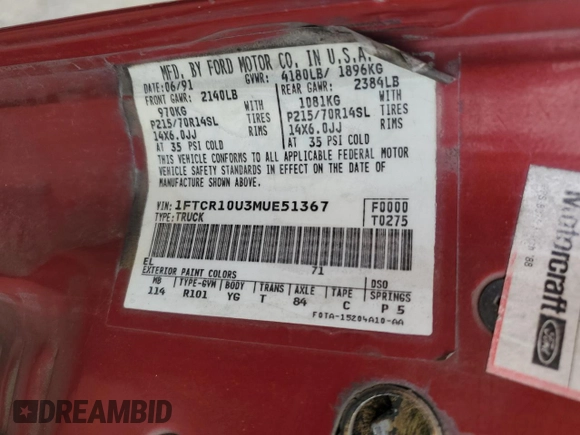 MFD. BY FORD MOTOR CO. IN U.S.A.
DATE: 06/91 GVWR: 4180LB/ 1896KG
FRONT GAWR: 2140LB REAR GAWR: 2384LB
970KG WITH 1081KG WITH
P215/70R14SL TIRES P215/70R14SL TIRES
14X6.0JJ RIMS 14X6.0JJ RIMS
AT 35 PSI COLD AT 35 PSI COLD
THIS VEHICLE CONFORMS TO ALL APPLICABLE FEDERAL MOTOR
VEHICLE SAFETY STANDARDS IN EFFECT ON THE DATE OF
MANUFACTURE SHOWN ABOVE.
VIN: 1FTCR10U3MUE51367 F0000
TYPE: TRUCK T0275
EL 71
EXTERIOR PAINT COLORS DSO
WB TYPE-GVW BODY TRANS AXLE TAPE SPRINGS
114 R101 YG T 84 C P 5
F0TA-15204A10-AA
Motorcraft
Ford
DREAMBID